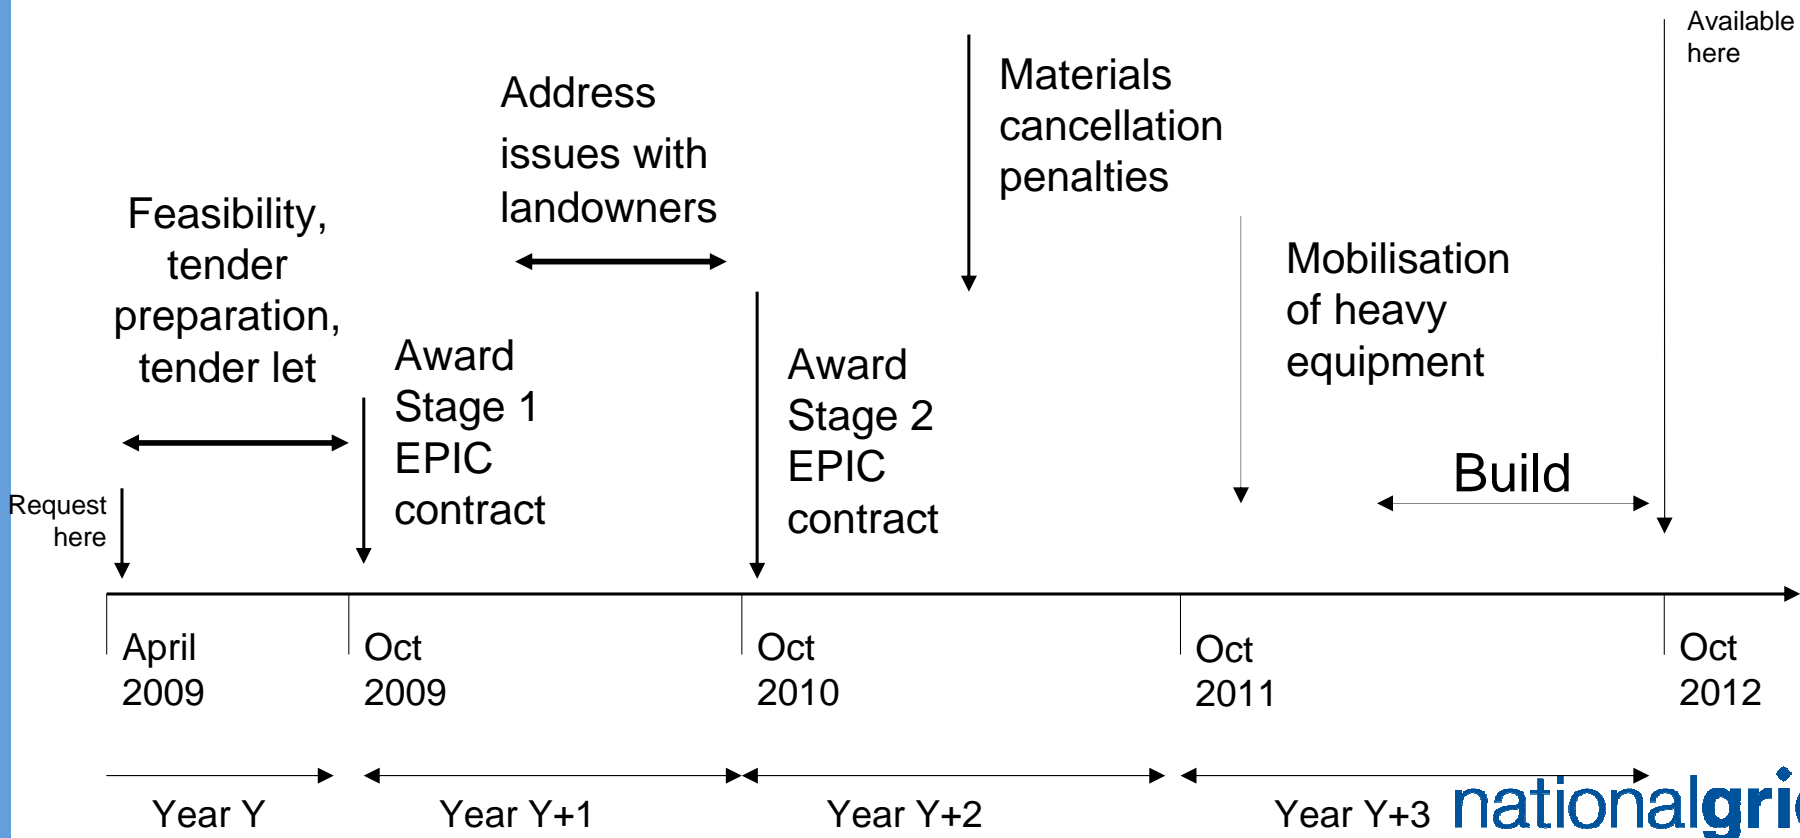 Available
here
Materials
cancellation
penalties
Address
issues with
landowners
Feasibility,
tender
preparation,
tender let
Mobilisation
of heavy
equipment
Award
Stage 1
EPIC
contract
Award
Stage 2
EPIC
contract
Build
Request
here
April
2009
Oct
2009
Oct
2010
Oct
2011
Oct
2012
Year Y
Year Y+1
Year Y+2
Year Y+3
nationalgri